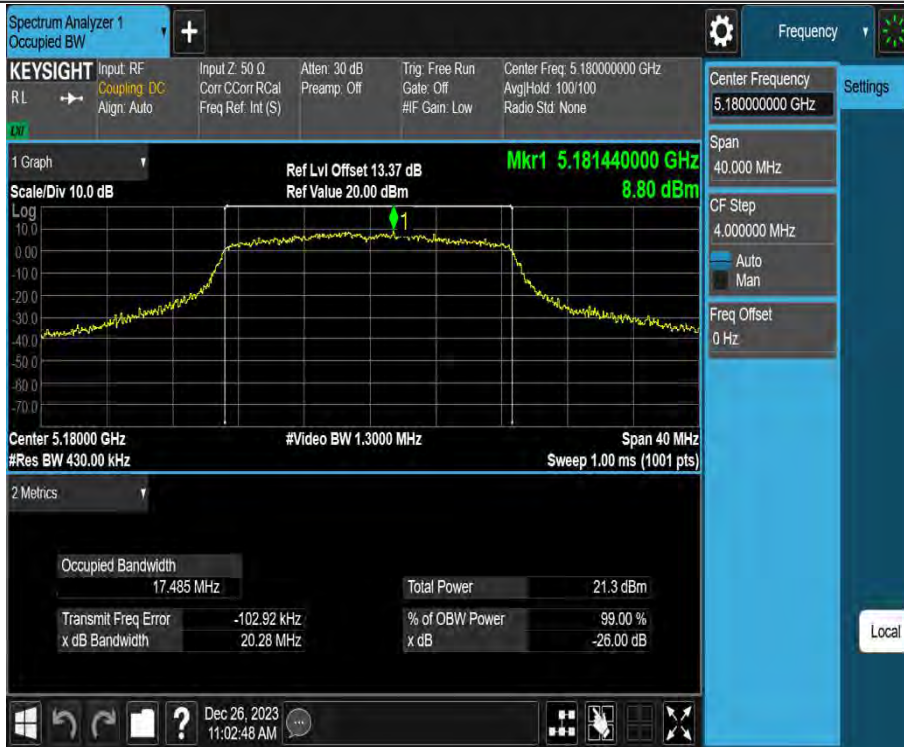 Spectrum Analyzer 1
Occupied BW
+
Frequency
KEYSIGHT
RL
LXI
Input: RF
Coupling: DC
Align: Auto
Input Z: 50 Ω
Corr CCorr RCal
Freq Ref: Int (S)
Atten: 30 dB
Preamp: Off
Trig: Free Run
Gate: Off
#IF Gain: Low
Center Freq: 5.180000000 GHz
Avg|Hold: 100/100
Radio Std: None
Center Frequency
5.180000000 GHz
Settings
Span
40.000 MHz
CF Step
4.000000 MHz
Auto
Man
Freq Offset
0 Hz
1 Graph
Scale/Div 10.0 dB
Ref Lvl Offset 13.37 dB
Ref Value 20.00 dBm
Mkr1 5.181440000 GHz
8.80 dBm
Log
1
10.0
0.00
-10.0
-20.0
-30.0
-40.0
-50.0
-60.0
-70.0
Center 5.18000 GHz
#Video BW 1.3000 MHz
Span 40 MHz
#Res BW 430.00 kHz
Sweep 1.00 ms (1001 pts)
2 Metrics
Occupied Bandwidth
17.485 MHz
Total Power 21.3 dBm
Transmit Freq Error -102.92 kHz
% of OBW Power 99.00 %
x dB Bandwidth 20.28 MHz
x dB -26.00 dB
Local
?
Dec 26, 2023
11:02:48 AM